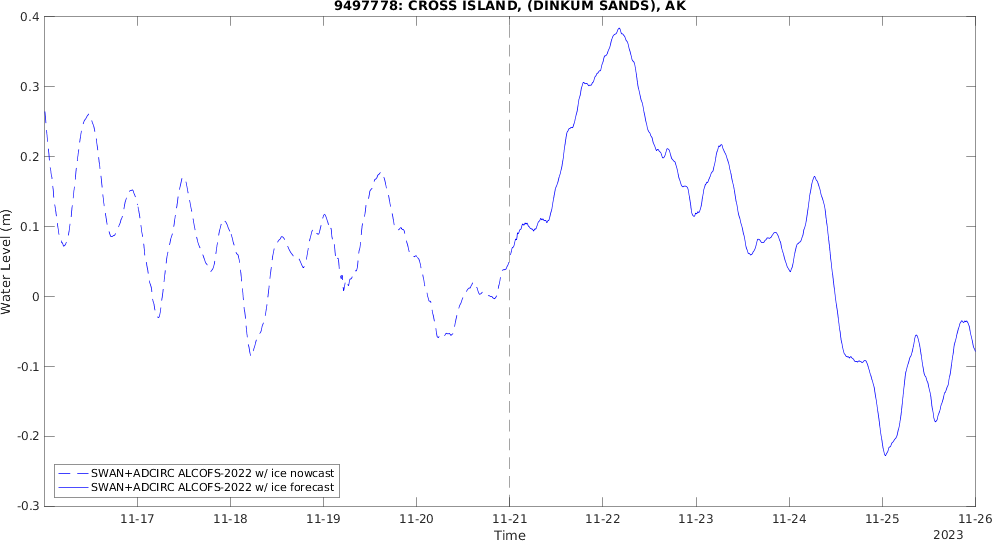 9497778: CROSS ISLAND, (DINKUM SANDS), AK
Water Level (m)
0.4
0.3
0.2
0.1
0
-0.1
-0.2
-0.3
SWAN+ADCIRC ALCOFS-2022 w/ ice nowcast
SWAN+ADCIRC ALCOFS-2022 w/ ice forecast
11-17 11-18 11-19 11-20 11-21 11-22 11-23 11-24 11-25 11-26
Time
2023